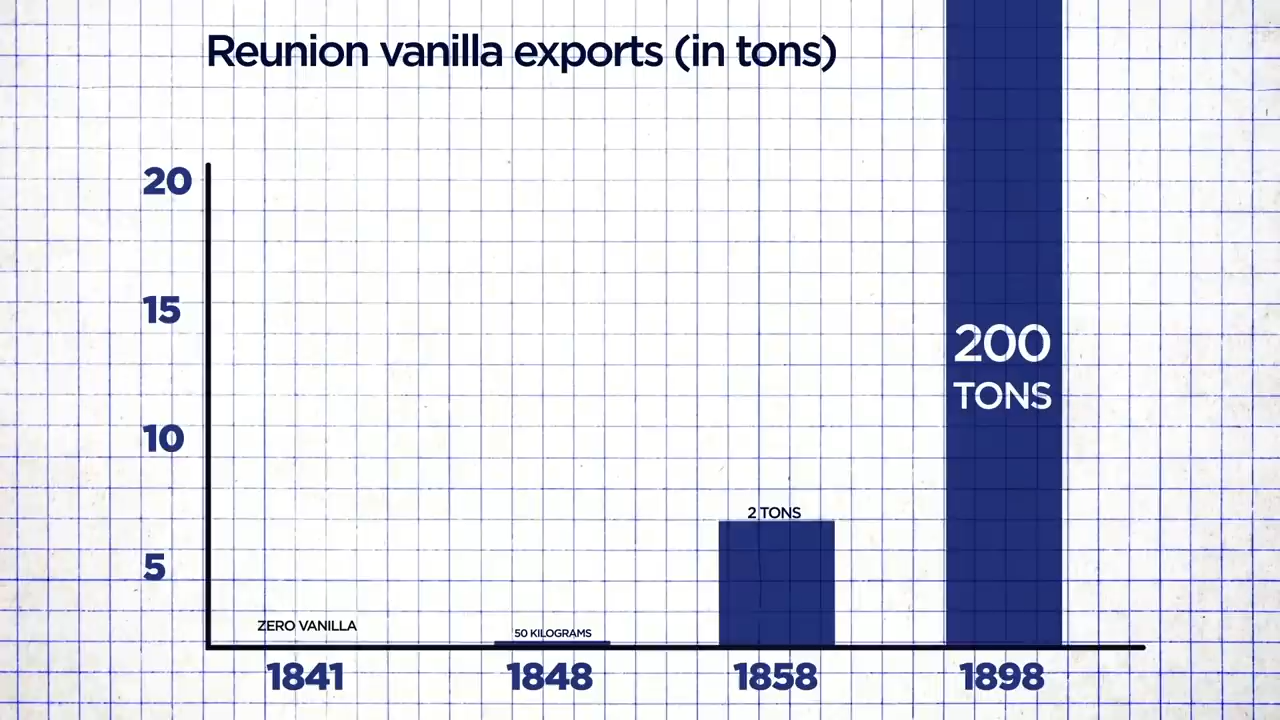 Reunion vanilla exports (in tons)
20
15
10
5
ZERO VANILLA
50 KILOGRAMS
2 TONS
200
TONS
1841
1848
1858
1898